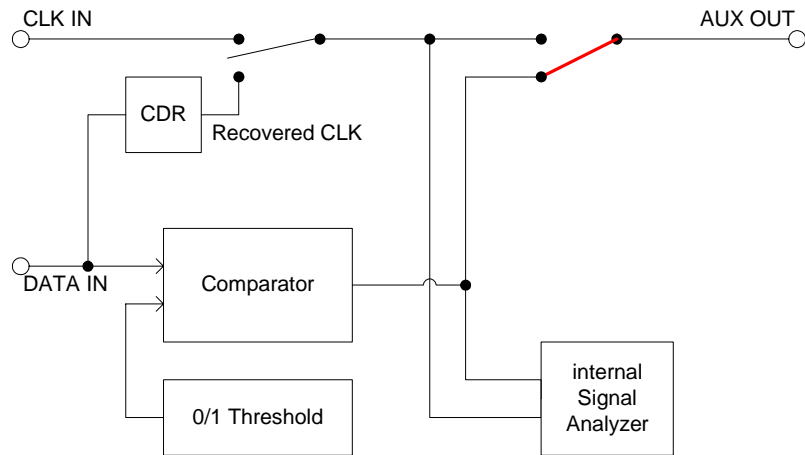 CLK IN
AUX OUT
CDR
Recovered CLK
DATA IN
Comparator
0/1 Threshold
internal
Signal
Analyzer